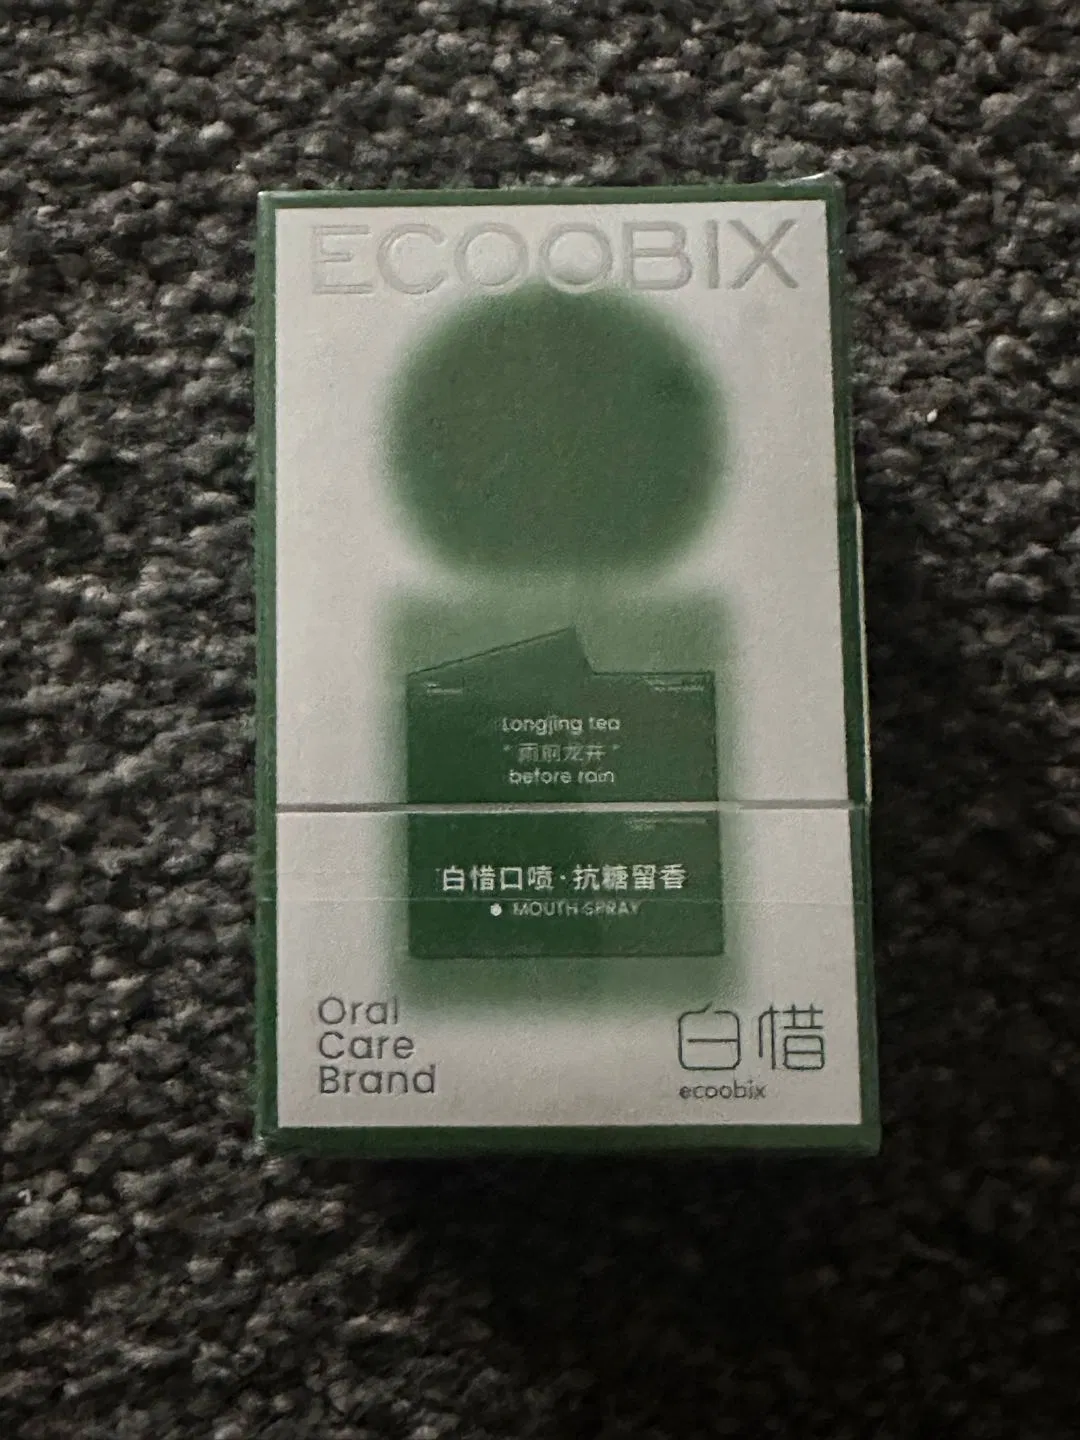 ECOOBIX
Longjing tea
"雨前龙井"
before rain
白惜口喷·抗糖留香
MOUTH SPRAY
Oral
Care
Brand
白惜
ecoobix